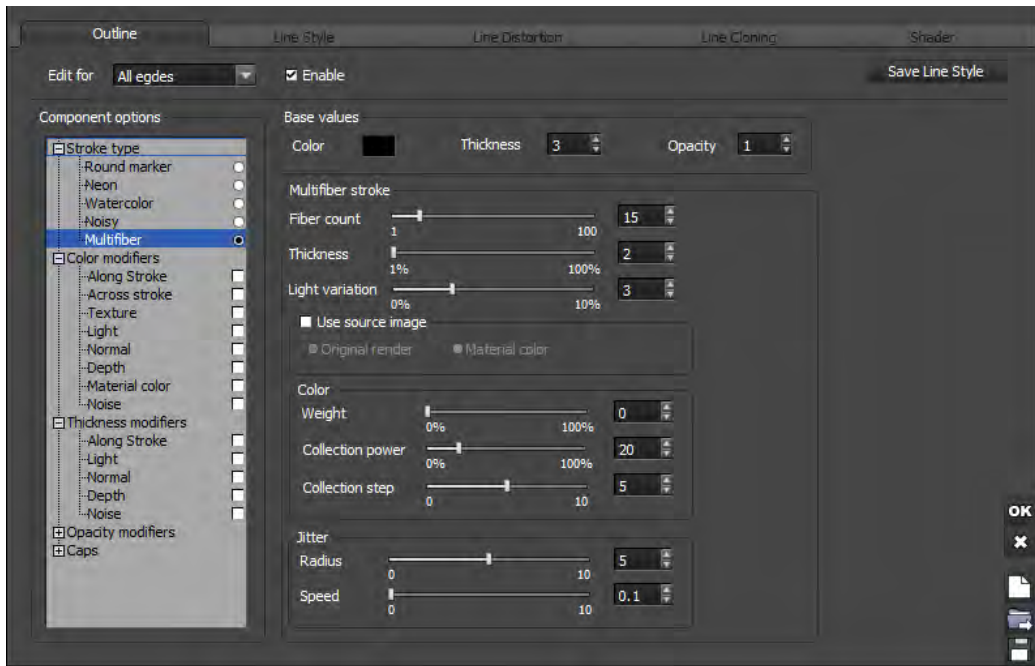 Outline Line Style Line Distortion Line Cloning Shader
Edit for All egdes Enable Save Line Style
Component options
Stroke type
Round marker
Neon
Watercolor
Noisy
Multifiber
Color modifiers
Along Stroke
Across stroke
Texture
Light
Normal
Depth
Material color
Noise
Thickness modifiers
Along Stroke
Light
Normal
Depth
Noise
Opacity modifiers
Caps
Base values
Color Thickness 3 Opacity 1
Multifiber stroke
Fiber count 15
1 100
Thickness 2
1% 100%
Light variation 3
0% 10%
Use source image
Original render Material color
Color
Weight 0
0% 100%
Collection power 20
0% 100%
Collection step 5
0 10
Jitter
Radius 5
0 10
Speed 0.1
0 10
OK